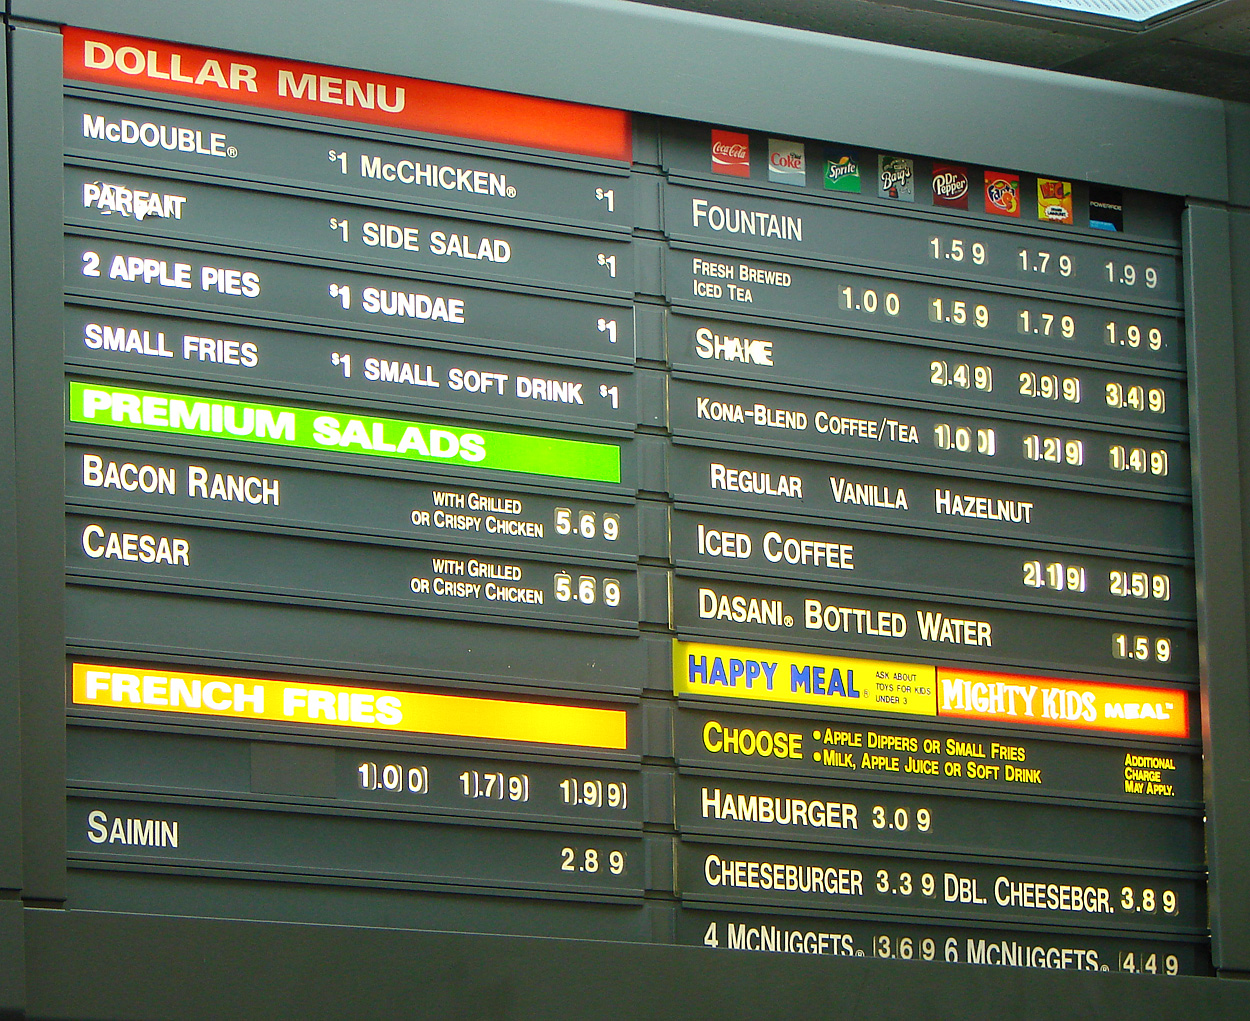 DOLLAR MENU
McDOUBLE® $1 McCHICKEN® $1
PARFAIT $1 SIDE SALAD $1
2 APPLE PIES $1 SUNDAE $1
SMALL FRIES $1 SMALL SOFT DRINK $1
PREMIUM SALADS
BACON RANCH WITH GRILLED
OR CRISPY CHICKEN 5.69
CAESAR WITH GRILLED
OR CRISPY CHICKEN 5.69
FRENCH FRIES
1.00 1.79 1.99
SAIMIN 2.89
Coca-Cola Coke Sprite Barq's Dr Pepper POWERADE
FOUNTAIN 1.59 1.79 1.99
FRESH BREWED
ICED TEA 1.00 1.59 1.79 1.99
SHAKE 2.49 2.99 3.49
KONA-BLEND COFFEE/TEA 1.00 1.29 1.49
REGULAR VANILLA HAZELNUT
ICED COFFEE 2.19 2.59
DASANI® BOTTLED WATER 1.59
HAPPY MEAL®
ASK ABOUT
TOYS FOR KIDS
UNDER 3
MIGHTY KIDS MEAL™
CHOOSE •APPLE DIPPERS OR SMALL FRIES
•MILK, APPLE JUICE OR SOFT DRINK
ADDITIONAL
CHARGE
MAY APPLY.
HAMBURGER 3.09
CHEESEBURGER 3.39 DBL. CHEESEBGR. 3.89
4 MCNUGGETS® 3.69 6 MCNUGGETS® 4.49